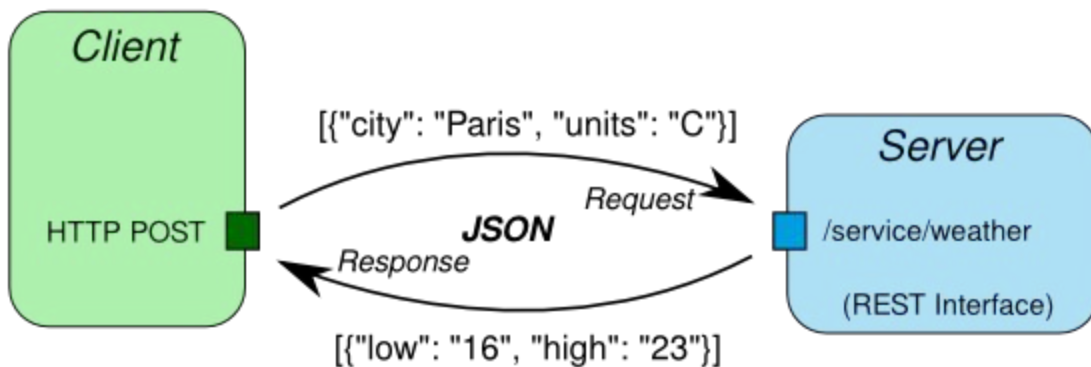 Client
[{"city": "Paris", "units": "C"}]
Server
Request
HTTP POST
JSON
/service/weather
Response
(REST Interface)
[{"low": "16", "high": "23"}]